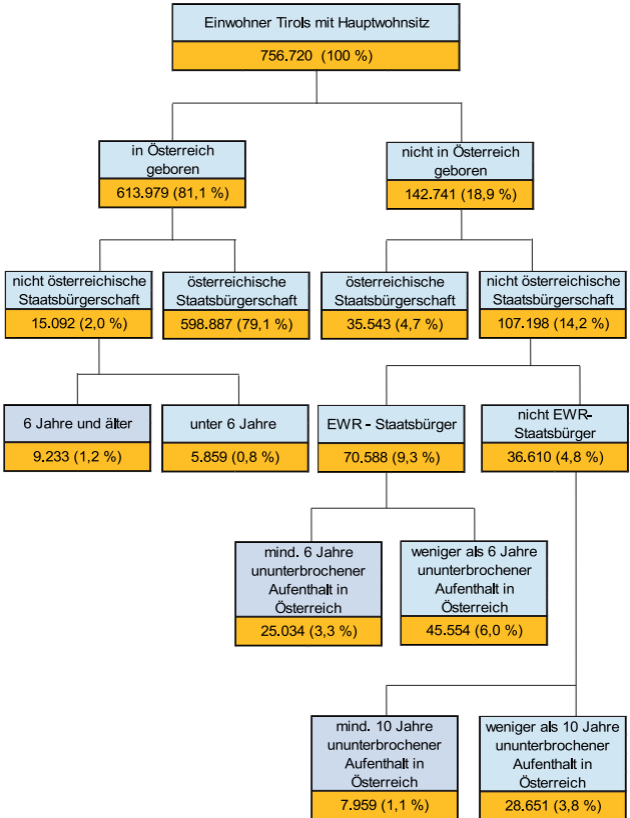 Einwohner Tirols mit Hauptwohnsitz
756.720 (100 %)
in Österreich
geboren
613.979 (81,1 %)
nicht in Österreich
geboren
142.741 (18,9 %)
nicht österreichische
Staatsbürgerschaft
15.092 (2,0 %)
österreichische
Staatsbürgerschaft
598.887 (79,1 %)
österreichische
Staatsbürgerschaft
35.543 (4,7 %)
nicht österreichische
Staatsbürgerschaft
107.198 (14,2 %)
6 Jahre und älter
9.233 (1,2 %)
unter 6 Jahre
5.859 (0,8 %)
EWR - Staatsbürger
70.588 (9,3 %)
nicht EWR-
Staatsbürger
36.610 (4,8 %)
mind. 6 Jahre
ununterbrochener
Aufenthalt in
Österreich
25.034 (3,3 %)
weniger als 6 Jahre
ununterbrochener
Aufenthalt in
Österreich
45.554 (6,0 %)
mind. 10 Jahre
ununterbrochener
Aufenthalt in
Österreich
7.959 (1,1 %)
weniger als 10 Jahre
ununterbrochener
Aufenthalt in
Österreich
28.651 (3,8 %)